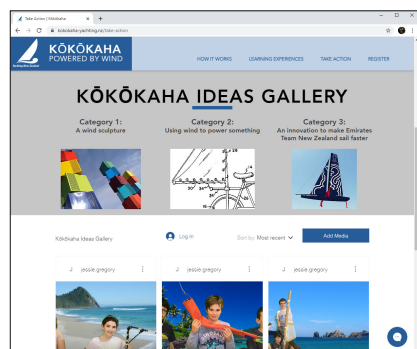 Take Action | Kōkōkaha
kokokaha-yachting.nz/take-action
KŌKŌKAHA
POWERED BY WIND
HOW IT WORKS
LEARNING EXPERIENCES
TAKE ACTION
REGISTER
KŌKŌKAHA IDEAS GALLERY
Category 1:
A wind sculpture
Category 2:
Using wind to power something
Category 3:
An innovation to make Emirates
Team New Zealand sail faster
Kōkōkaha Ideas Gallery
Log In
Sort by: Most recent
Add Media
J jessie.gregory
J jessie.gregory
J jessie.gregory